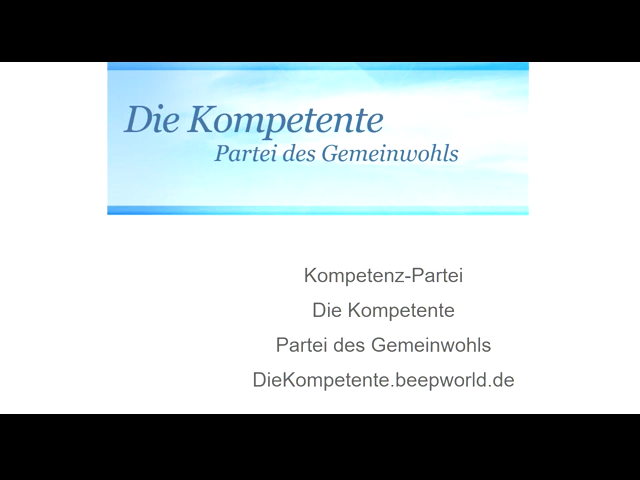 Die Kompetente
Partei des Gemeinwohls
Kompetenz-Partei
Die Kompetente
Partei des Gemeinwohls
DieKompetente.beepworld.de